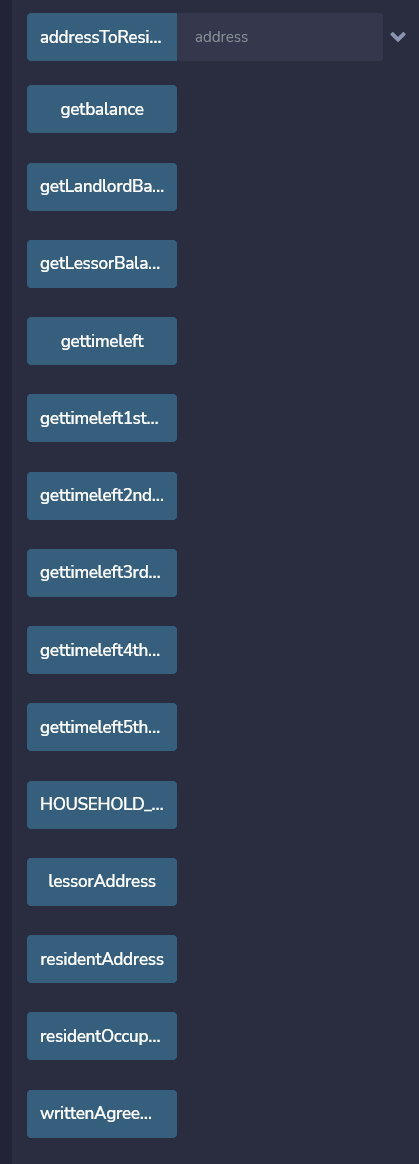 addressToResi... address
getbalance
getLandlordBa...
getLessorBala...
gettimeleft
gettimeleft1st...
gettimeleft2nd...
gettimeleft3rd...
gettimeleft4th...
gettimeleft5th...
HOUSEHOLD_...
lessorAddress
residentAddress
residentOccup...
writtenAgree...